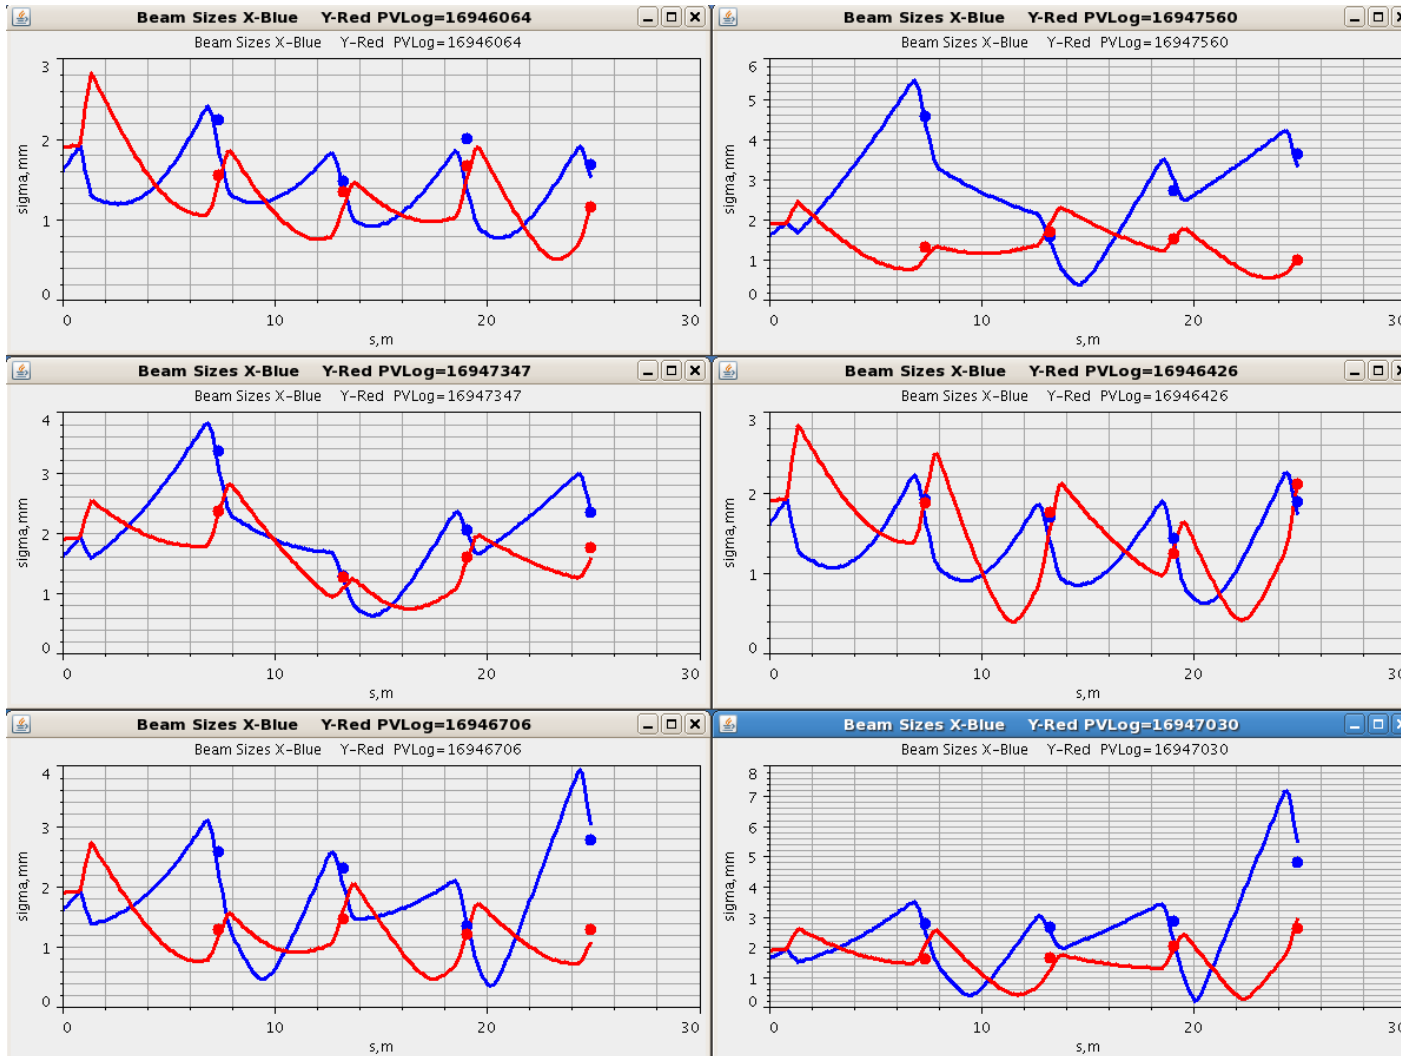 Beam Sizes X-Blue    Y-Red PVLog=16946064
Beam Sizes X-Blue    Y-Red PVLog=16946064
3
2
1
0
sigma,mm
0 10 20 30
s,m
Beam Sizes X-Blue    Y-Red PVLog=16947560
Beam Sizes X-Blue    Y-Red PVLog=16947560
6
5
4
3
2
1
0
sigma,mm
0 10 20 30
s,m
Beam Sizes X-Blue    Y-Red PVLog=16947347
Beam Sizes X-Blue    Y-Red PVLog=16947347
4
3
2
1
0
sigma,mm
0 10 20 30
s,m
Beam Sizes X-Blue    Y-Red PVLog=16946426
Beam Sizes X-Blue    Y-Red PVLog=16946426
3
2
1
0
sigma,mm
0 10 20 30
s,m
Beam Sizes X-Blue    Y-Red PVLog=16946706
Beam Sizes X-Blue    Y-Red PVLog=16946706
4
3
2
1
0
sigma,mm
0 10 20 30
s,m
Beam Sizes X-Blue    Y-Red PVLog=16947030
Beam Sizes X-Blue    Y-Red PVLog=16947030
8
7
6
5
4
3
2
1
0
sigma,mm
0 10 20 30
s,m